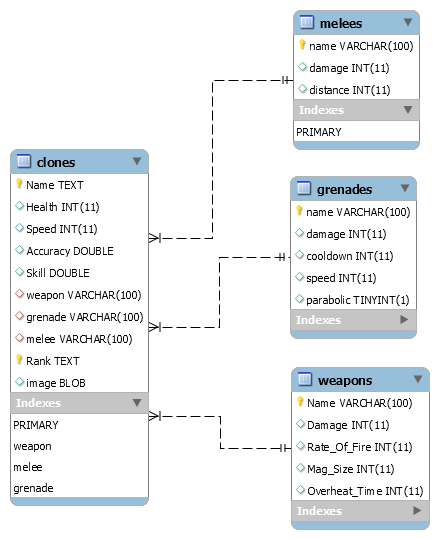 melees
name VARCHAR(100)
damage INT(11)
distance INT(11)
Indexes
PRIMARY
clones
Name TEXT
Health INT(11)
Speed INT(11)
Accuracy DOUBLE
Skill DOUBLE
weapon VARCHAR(100)
grenade VARCHAR(100)
melee VARCHAR(100)
Rank TEXT
image BLOB
Indexes
PRIMARY
weapon
melee
grenade
grenades
name VARCHAR(100)
damage INT(11)
cooldown INT(11)
speed INT(11)
parabolic TINYINT(1)
Indexes
weapons
Name VARCHAR(100)
Damage INT(11)
Rate_Of_Fire INT(11)
Mag_Size INT(11)
Overheat_Time INT(11)
Indexes